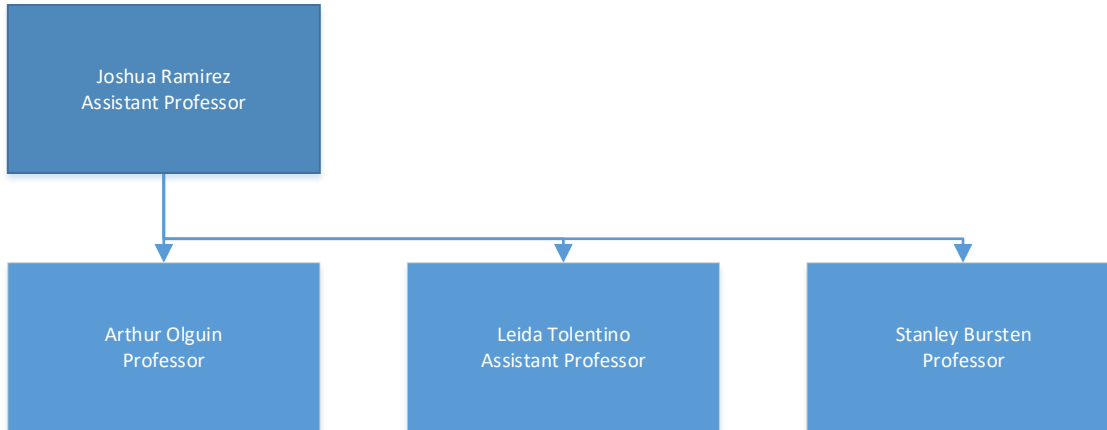 Joshua Ramirez
Assistant Professor
Arthur Olguin
Professor
Leida Tolentino
Assistant Professor
Stanley Bursten
Professor